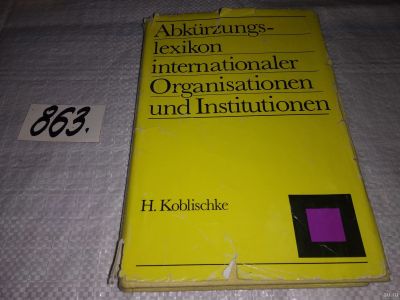 Abkürzungs-
lexikon
internationaler
Organisationen
und Institutionen
H. Koblischke
863.